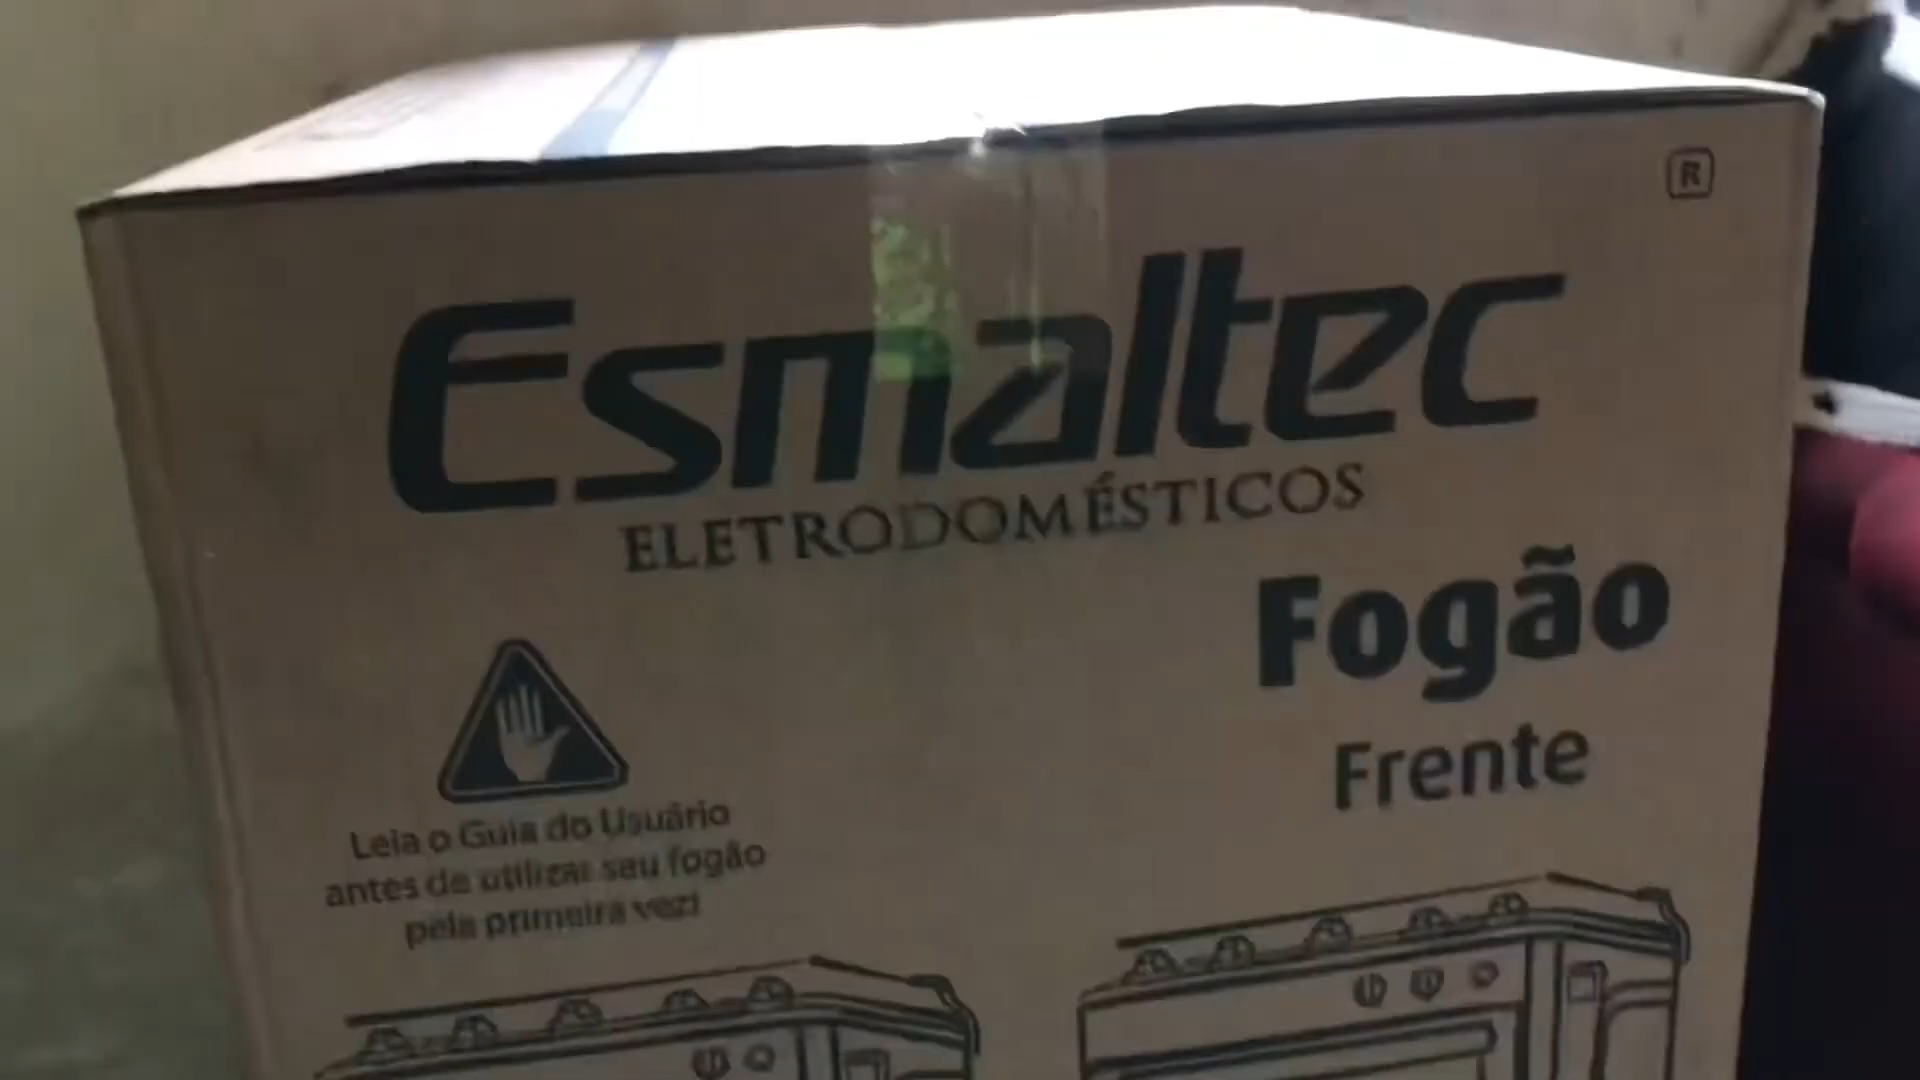 R
Esmaltec
ELETRODOMÉSTICOS
Fogão
Frente
Leia o Guia do Usuário
antes de utilizar seu fogão
pela primeira vez!